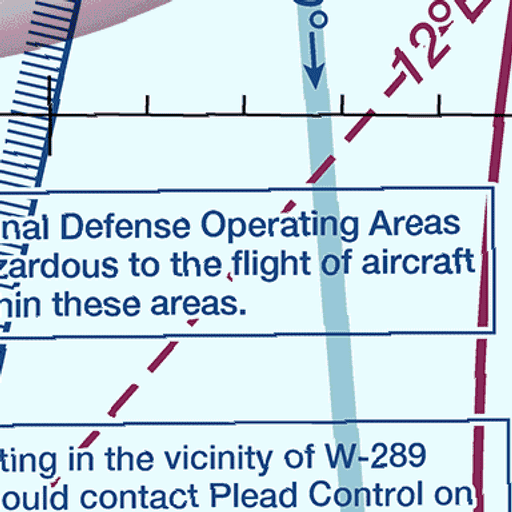 -12°E
nal Defense Operating Areas
zardous to the flight of aircraft
hin these areas.
ting in the vicinity of W-289
ould contact Plead Control on